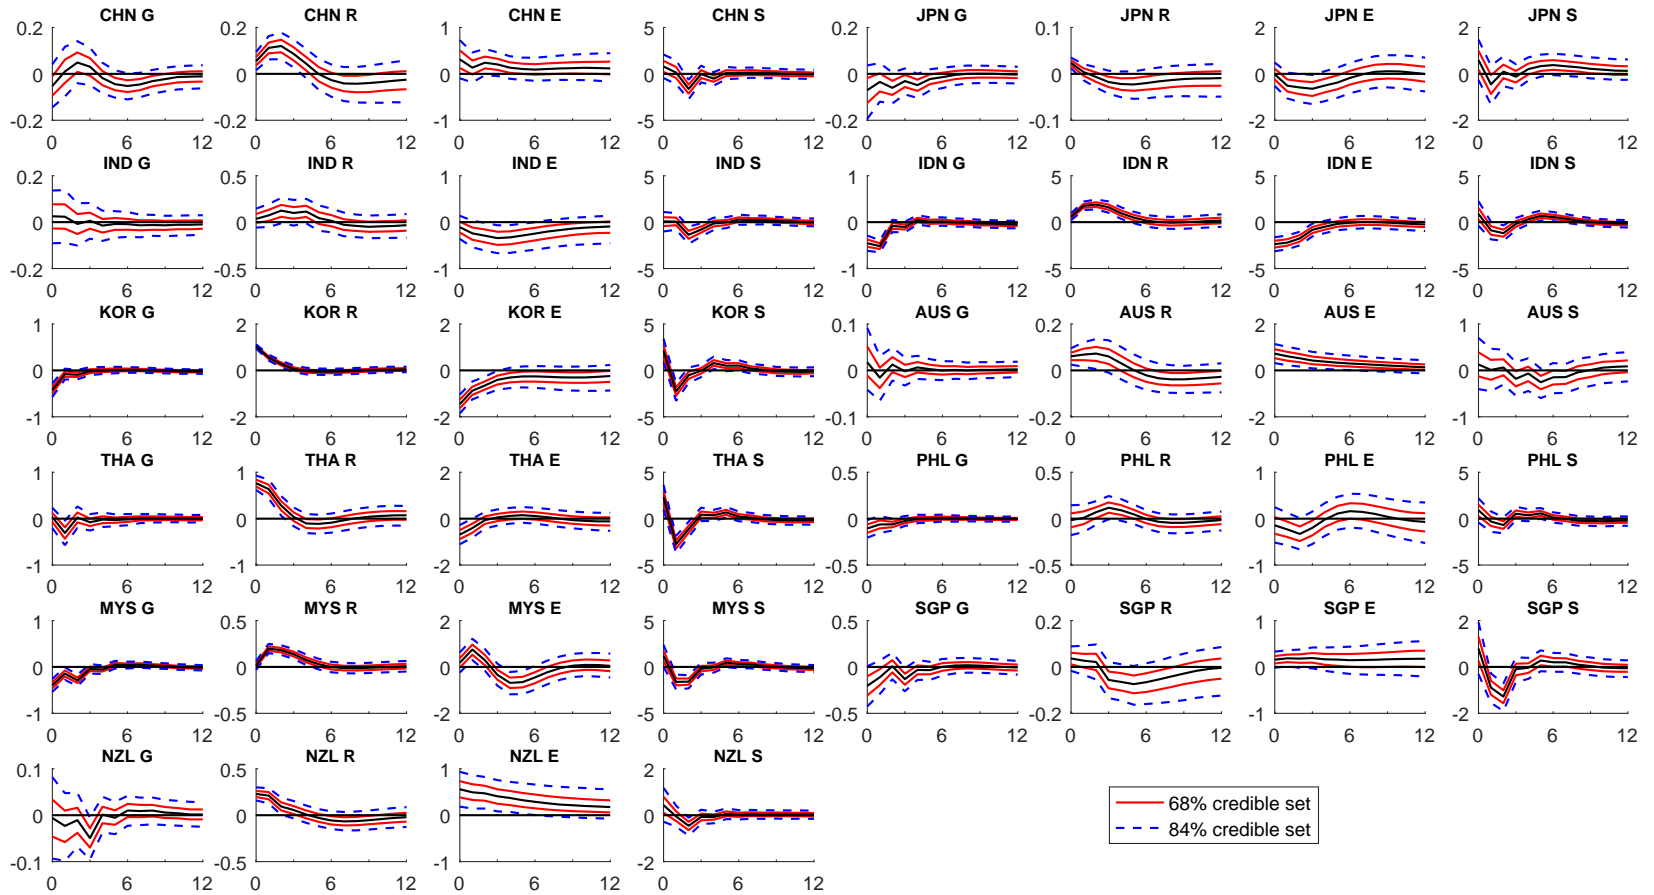 CHN G CHN R CHN E CHN S JPN G JPN R JPN E JPN S
0.2 0.2 1 5 0.2 0.1 2 2
0 0 0 0 0 0 0 0
-0.2 -0.2 -1 -5 -0.2 -0.1 -2 -2
0 6 12 0 6 12 0 6 12 0 6 12 0 6 12 0 6 12 0 6 12 0 6 12
IND G IND R IND E IND S IDN G IDN R IDN E IDN S
0.2 0.5 1 5 1 5 5 5
0 0 0 0 0 0 0 0
-0.2 -0.5 -1 -5 -1 -5 -5 -5
0 6 12 0 6 12 0 6 12 0 6 12 0 6 12 0 6 12 0 6 12 0 6 12
KOR G KOR R KOR E KOR S AUS G AUS R AUS E AUS S
1 2 2 5 0.1 0.2 2 1
0 0 0 0 0 0 0 0
-1 -2 -2 -5 -0.1 -0.2 -2 -1
0 6 12 0 6 12 0 6 12 0 6 12 0 6 12 0 6 12 0 6 12 0 6 12
THA G THA R THA E THA S PHL G PHL R PHL E PHL S
1 1 2 5 1 0.5 1 5
0 0 0 0 0 0 0 0
-1 -1 -2 -5 -1 -0.5 -1 -5
0 6 12 0 6 12 0 6 12 0 6 12 0 6 12 0 6 12 0 6 12 0 6 12
MYS G MYS R MYS E MYS S SGP G SGP R SGP E SGP S
1 0.5 2 5 0.5 0.2 1 2
0 0 0 0 0 0 0 0
-1 -0.5 -2 -5 -0.5 -0.2 -1 -2
0 6 12 0 6 12 0 6 12 0 6 12 0 6 12 0 6 12 0 6 12 0 6 12
NZL G NZL R NZL E NZL S
0.1 0.5 1 2
0 0 0 0
-0.1 -0.5 -1 -2
0 6 12 0 6 12 0 6 12 0 6 12
68% credible set
84% credible set